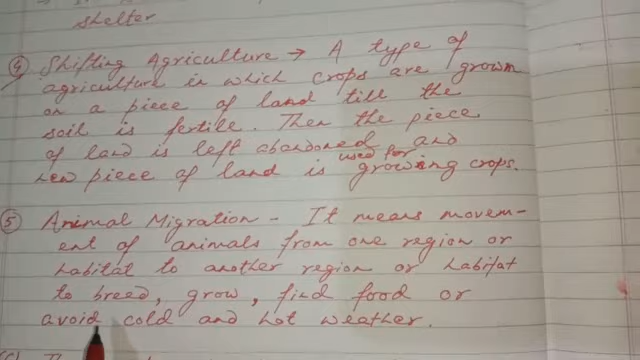 shelter
④ Shifting Agriculture → A type of
agriculture in which crops are grown
on a piece of land till the
soil is fertile. Then the piece
of land is left abandoned and
new piece of land is used for growing crops.
⑤ Animal Migration - It means movem-
ent of animals from one region or
habitat to another region or habitat
to breed, grow, find food or
avoid cold and hot weather.